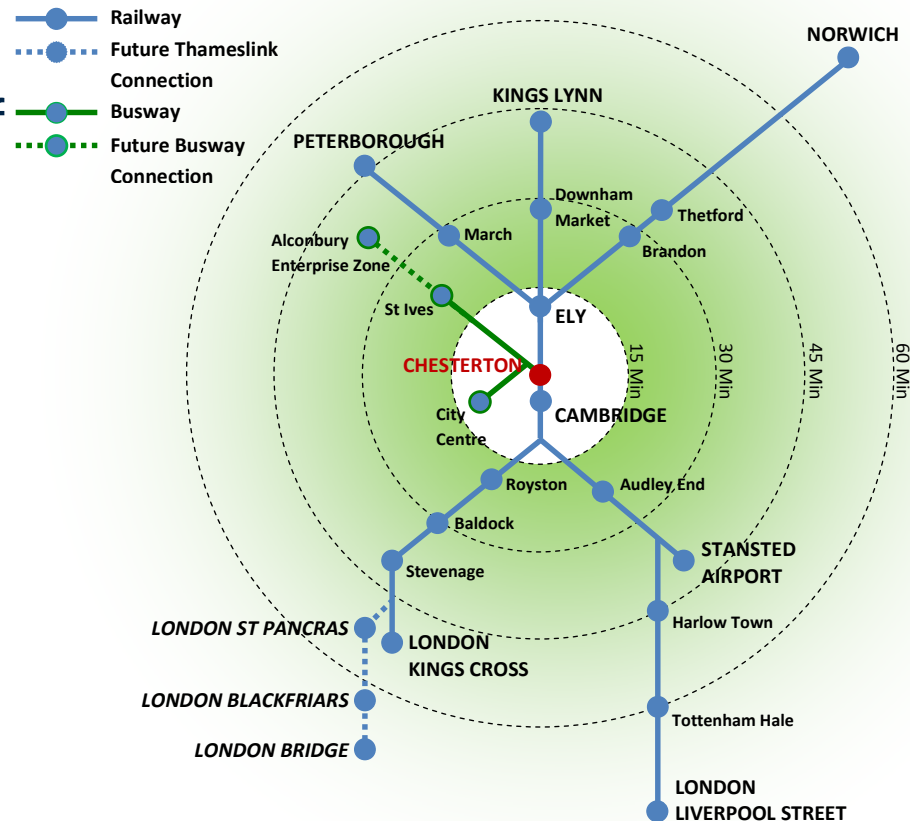 Railway
Future Thameslink
Connection
Busway
Future Busway
Connection
NORWICH
KINGS LYNN
PETERBOROUGH
Downham
Market
Thetford
March
Brandon
Alconbury
Enterprise Zone
St Ives
ELY
15 Min
30 Min
45 Min
60 Min
CHESTERTON
City
Centre
CAMBRIDGE
Royston
Audley End
Baldock
Stevenage
STANSTED
AIRPORT
LONDON ST PANCRAS
Harlow Town
LONDON
KINGS CROSS
LONDON BLACKFRIARS
Tottenham Hale
LONDON BRIDGE
LONDON
LIVERPOOL STREET